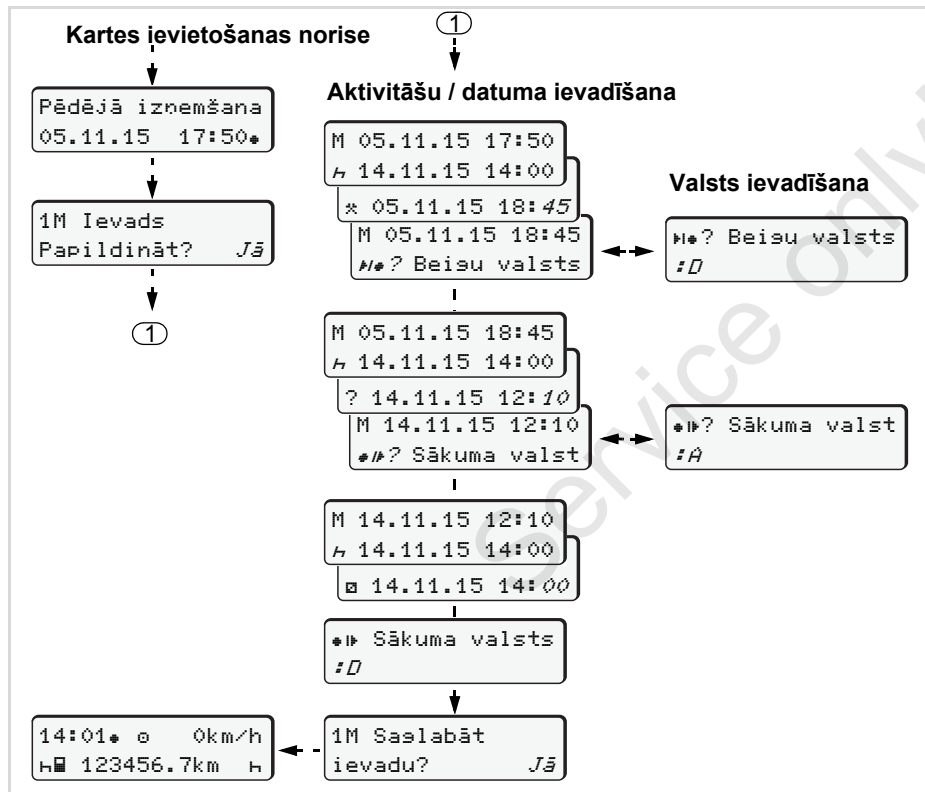 Kartes ievietošanas norise
Pēdējā izņemšana
05.11.15 17:50
1M Ievads
Papildināt? Jā
1
1
Aktivitāšu / datuma ievadīšana
M 05.11.15 17:50
14.11.15 14:00
05.11.15 18:45
M 05.11.15 18:45
? Beigu valsts
Valsts ievadīšana
? Beigu valsts
:D
M 05.11.15 18:45
14.11.15 14:00
? 14.11.15 12:10
M 14.11.15 12:10
? Sākuma valst
? Sākuma valst
:A
M 14.11.15 12:10
14.11.15 14:00
14.11.15 14:00
Sākuma valsts
:D
1M Saglabāt
ievadu? Jā
14:01 0km/h
123456.7km
Service only